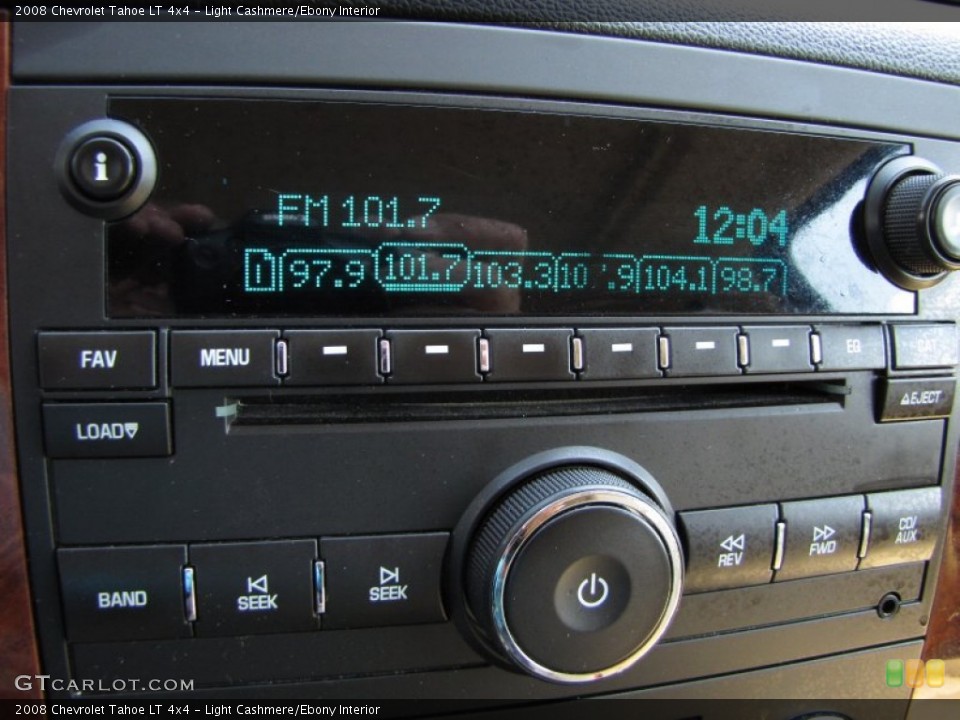 2008 Chevrolet Tahoe LT 4x4 - Light Cashmere/Ebony Interior
i
FM 101.7
12:04
1 97.9 101.7 103.3 104.1 98.7
FAV
MENU
EQ
CAT
LOAD
EJECT
BAND
SEEK
SEEK
REV
FWD
CD/
AUX
GTCARLOT.COM
2008 Chevrolet Tahoe LT 4x4 - Light Cashmere/Ebony Interior